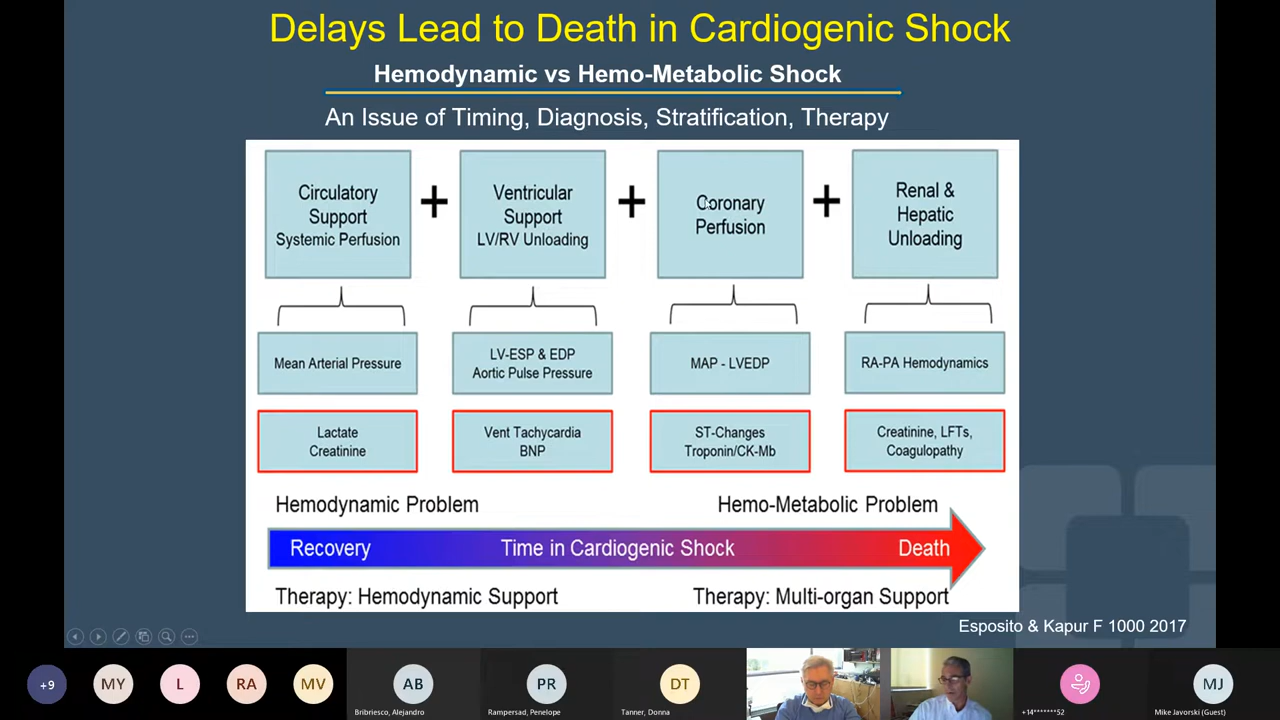 Delays Lead to Death in Cardiogenic Shock
Hemodynamic vs Hemo-Metabolic Shock
An Issue of Timing, Diagnosis, Stratification, Therapy
Circulatory
Support
Systemic Perfusion
+
Ventricular
Support
LV/RV Unloading
+
Coronary
Perfusion
+
Renal &
Hepatic
Unloading
Mean Arterial Pressure
LV-ESP & EDP
Aortic Pulse Pressure
MAP - LVEDP
RA-PA Hemodynamics
Lactate
Creatinine
Vent Tachycardia
BNP
ST-Changes
Troponin/CK-Mb
Creatinine, LFTs,
Coagulopathy
Hemodynamic Problem
Hemo-Metabolic Problem
Recovery
Time in Cardiogenic Shock
Death
Therapy: Hemodynamic Support
Therapy: Multi-organ Support
Esposito & Kapur F 1000 2017
+9
MY
L
RA
MV
AB
Bribriesco, Alejandro
PR
Rampersad, Penelope
DT
Tanner, Donna
+14*******52
MJ
Mike Javorski (Guest)